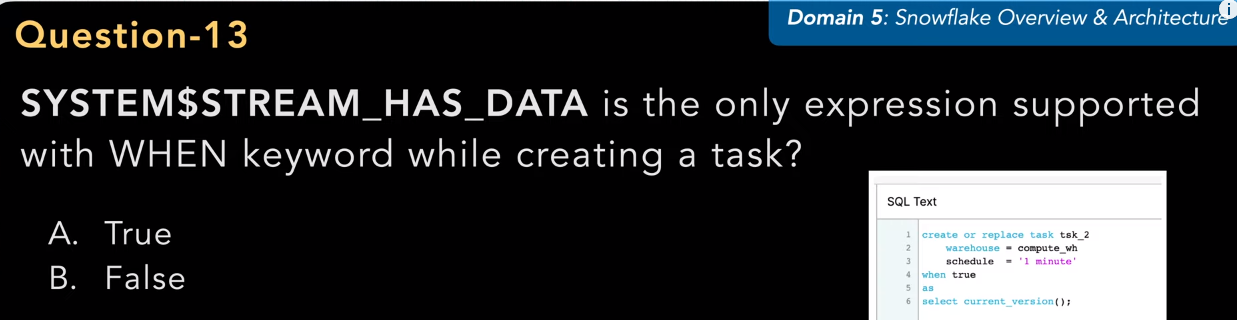 Question-13
Domain 5: Snowflake Overview & Architecture
i
SYSTEM$STREAM_HAS_DATA is the only expression supported
with WHEN keyword while creating a task?
A. True
B. False
SQL Text
1 create or replace task tsk_2
2 warehouse = compute_wh
3 schedule = '1 minute'
4 when true
5 as
6 select current_version();